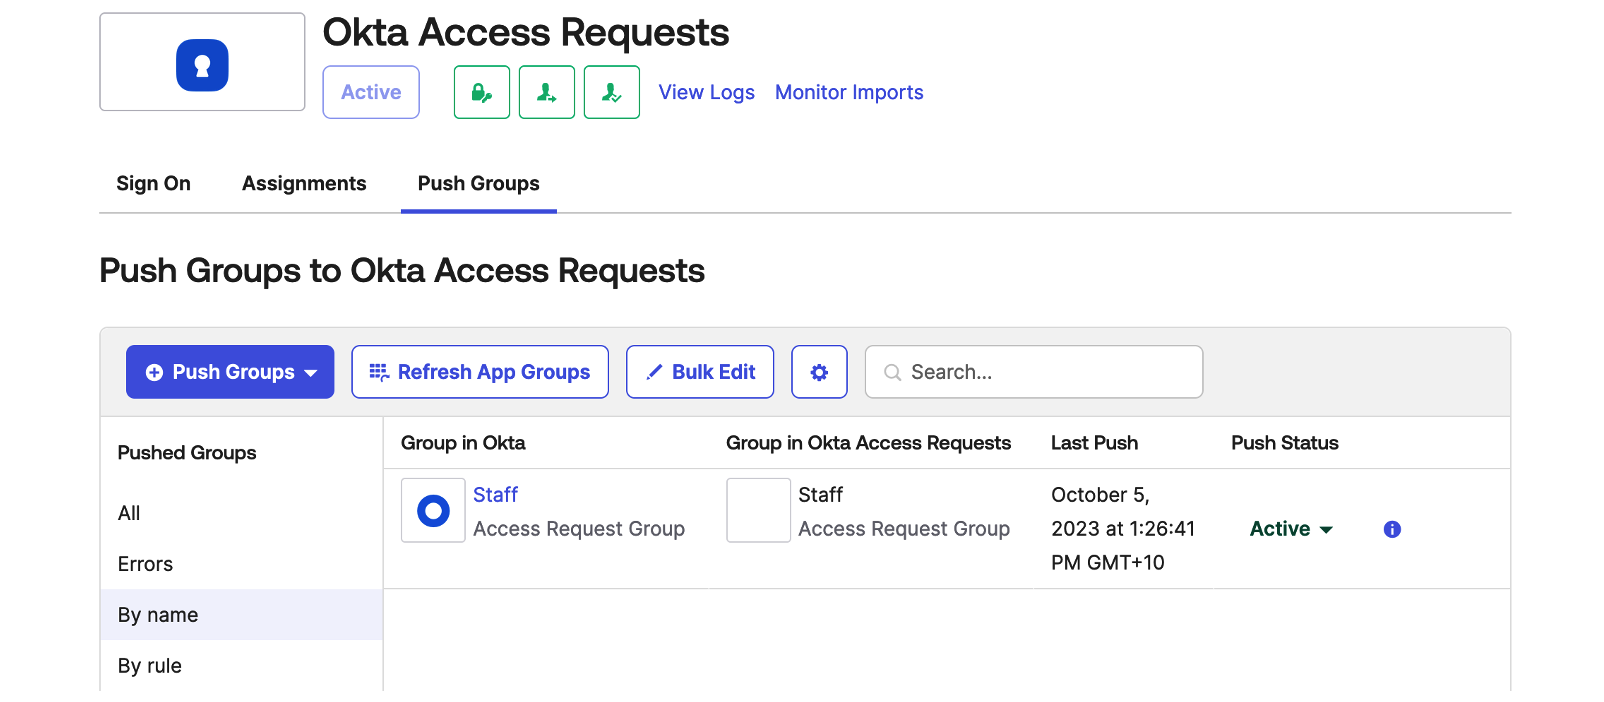 Okta Access Requests
Active
View Logs
Monitor Imports
Sign On
Assignments
Push Groups
Push Groups to Okta Access Requests
Push Groups
Refresh App Groups
Bulk Edit
Search...
Pushed Groups
All
Errors
By name
By rule
Group in Okta
Group in Okta Access Requests
Last Push
Push Status
Staff
Access Request Group
Staff
Access Request Group
October 5,
2023 at 1:26:41
PM GMT+10
Active